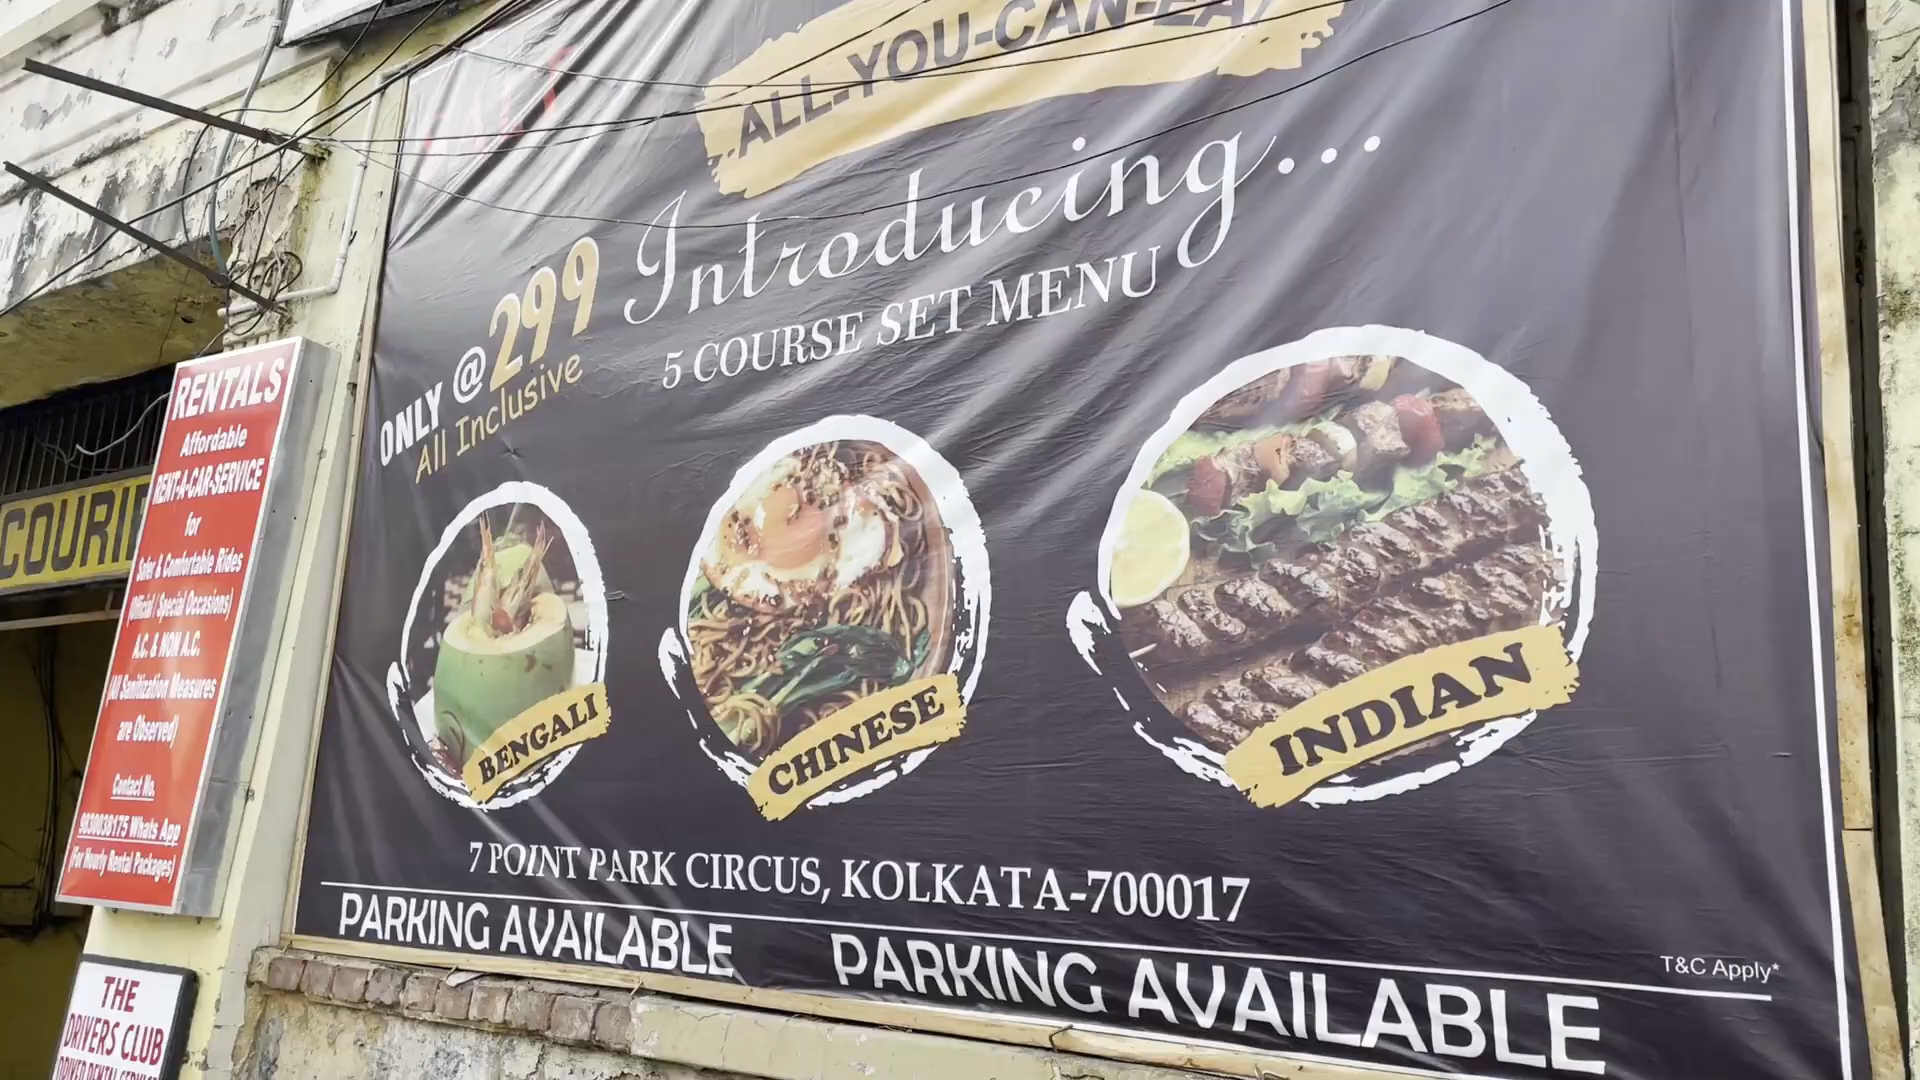 ALL-YOU-CAN-EAT
Introducing...
5 COURSE SET MENU
ONLY @ 299
All Inclusive
BENGALI
CHINESE
INDIAN
7 POINT PARK CIRCUS, KOLKATA-700017
PARKING AVAILABLE PARKING AVAILABLE
T&C Apply*
RENTALS
Affordable
RENT-A-CAR-SERVICE
for
Safer & Comfortable Rides
(Official / Special Occasions)
A.C. & NON A.C.
(All Sanitization Measures
are Observed)
Contact No.
9830038175 Whats App
(For Hourly Rental Packages)
COURIE
THE
DRIVERS CLUB